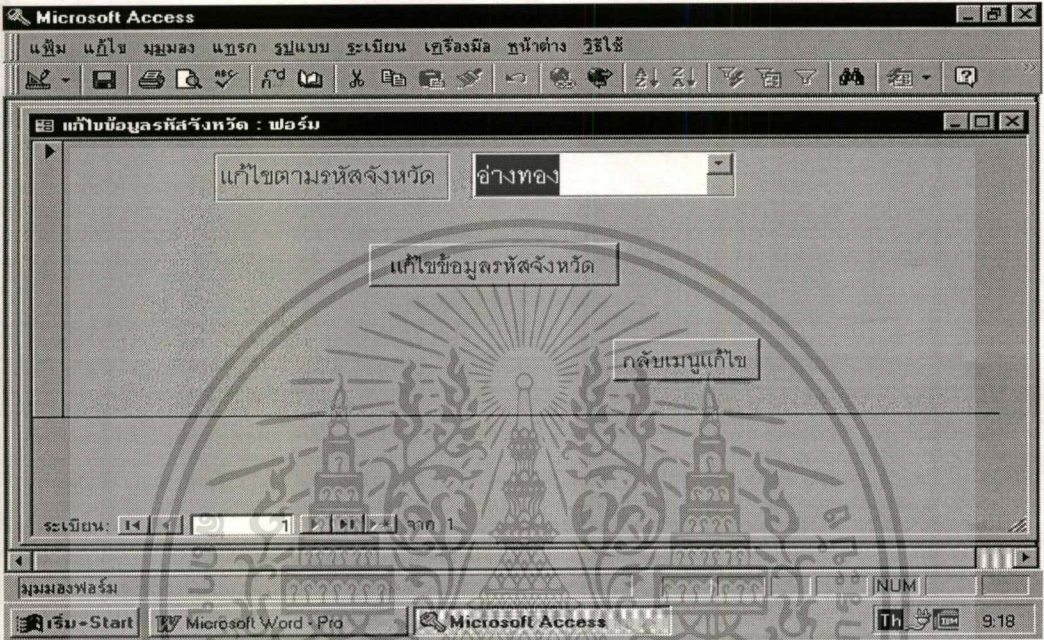 Microsoft Access
แฟ้ม แก้ไข มุมมอง แทรก รูปแบบ ระเบียน เครื่องมือ หน้าต่าง วิธีใช้
แก้ไขข้อมูลรหัสจังหวัด : ฟอร์ม
แก้ไขตามรหัสจังหวัด อ่างทอง
แก้ไขข้อมูลรหัสจังหวัด
กลับเมนูแก้ไข
ระเบียน: 1 จาก 1
มุมมองฟอร์ม NUM
เริ่ม-Start Microsoft Word - Pro Microsoft Access Th 9:18